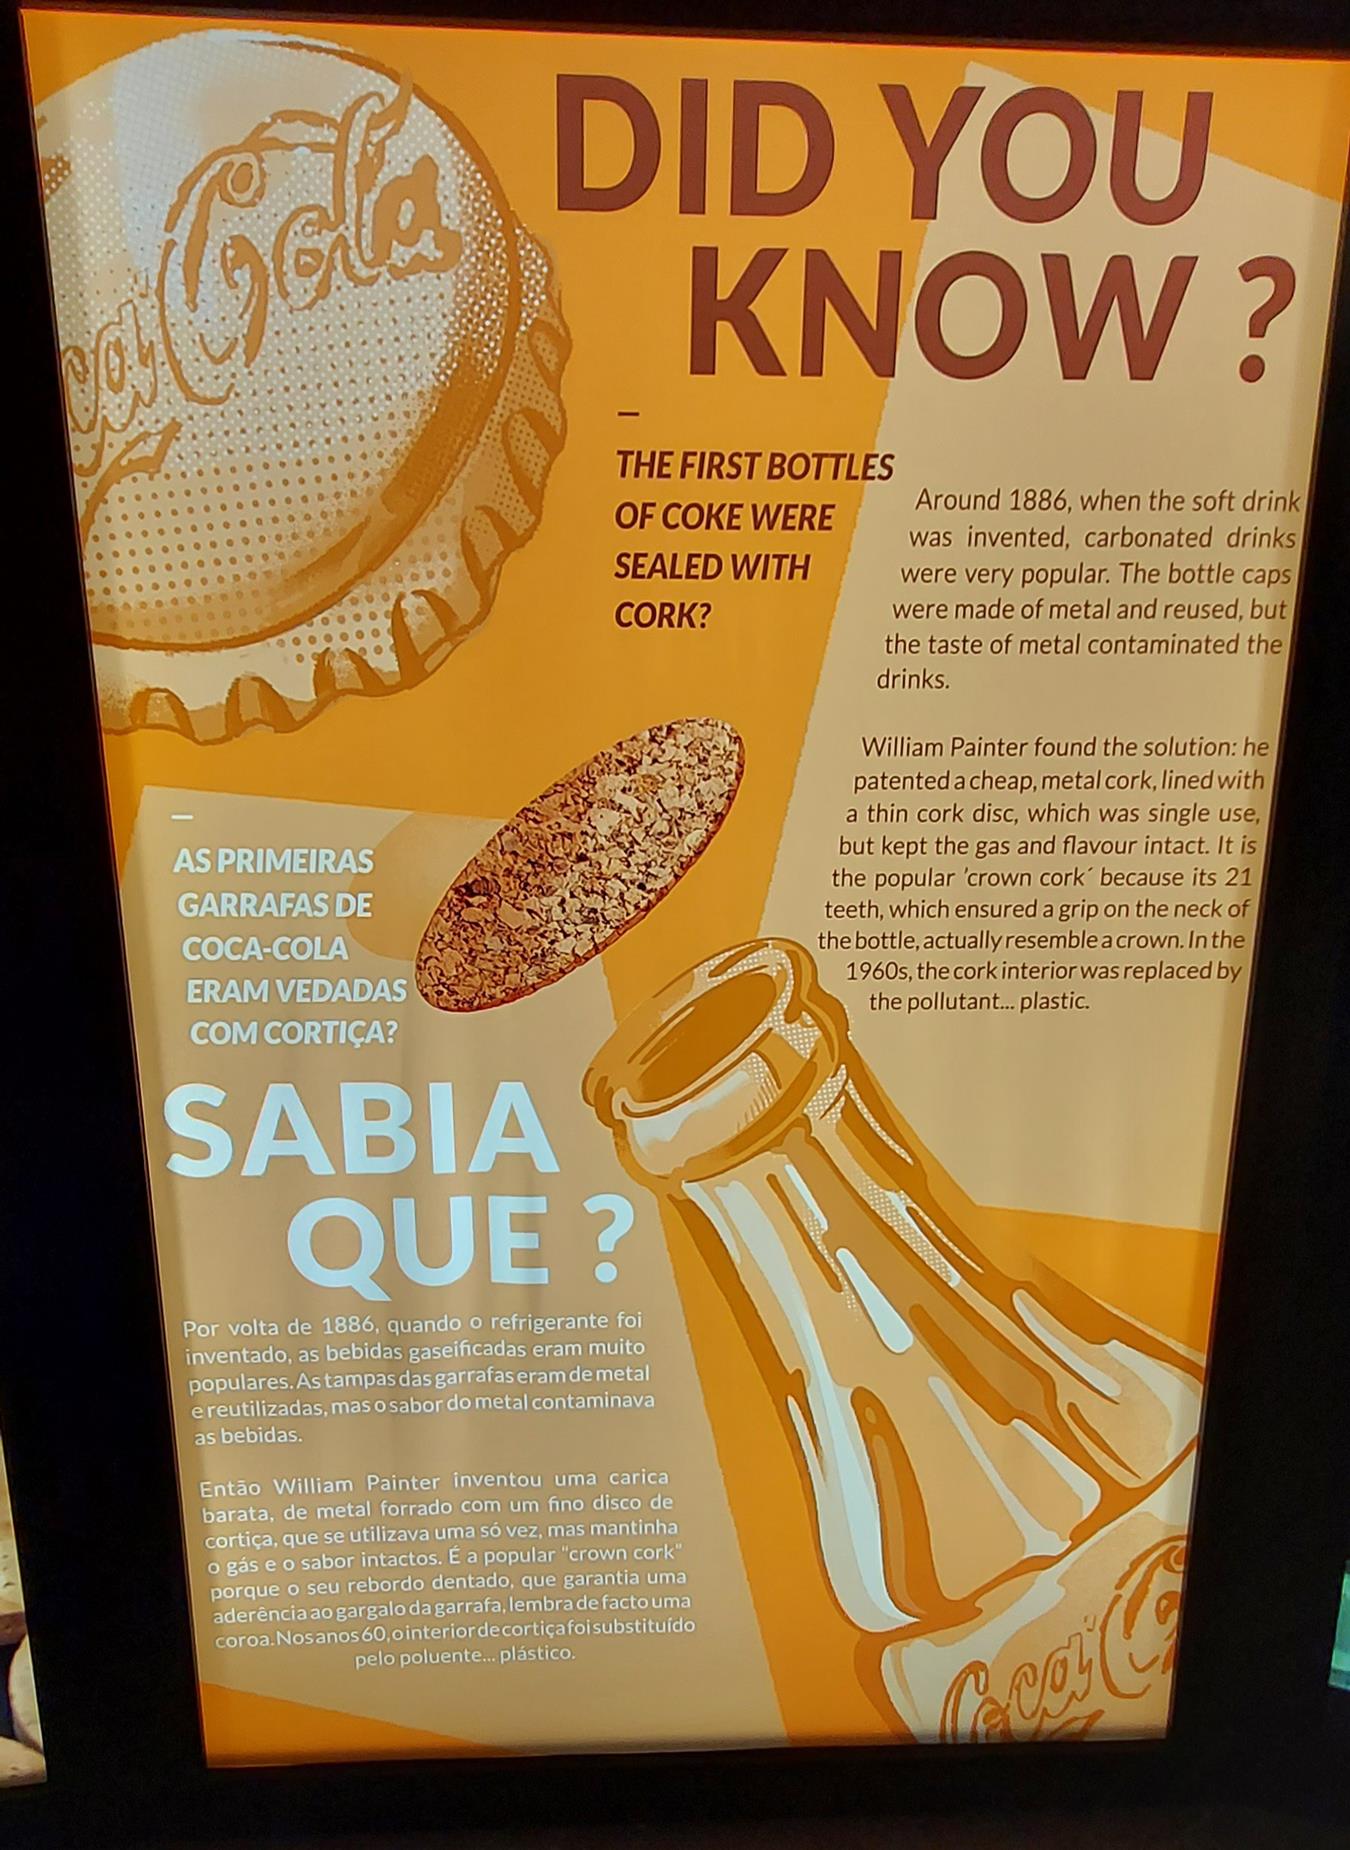 Coca-Cola
DID YOU
KNOW ?
THE FIRST BOTTLES
OF COKE WERE
SEALED WITH
CORK?
Around 1886, when the soft drink
was invented, carbonated drinks
were very popular. The bottle caps
were made of metal and reused, but
the taste of metal contaminated the
drinks.
William Painter found the solution: he
patented a cheap, metal cork, lined with
a thin cork disc, which was single use,
but kept the gas and flavour intact. It is
the popular 'crown cork´ because its 21
teeth, which ensured a grip on the neck of
the bottle, actually resemble a crown. In the
1960s, the cork interior was replaced by
the pollutant... plastic.
AS PRIMEIRAS
GARRAFAS DE
COCA-COLA
ERAM VEDADAS
COM CORTIÇA?
SABIA
QUE ?
Por volta de 1886, quando o refrigerante foi
inventado, as bebidas gaseificadas eram muito
populares. As tampas das garrafas eram de metal
e reutilizadas, mas o sabor do metal contaminava
as bebidas.
Então William Painter inventou uma carica
barata, de metal forrado com um fino disco de
cortiça, que se utilizava uma só vez, mas mantinha
o gás e o sabor intactos. É a popular "crown cork"
porque o seu rebordo dentado, que garantia uma
aderência ao gargalo da garrafa, lembra de facto uma
coroa. Nos anos 60, o interior de cortiça foi substituído
pelo poluente... plástico.
Coca-C